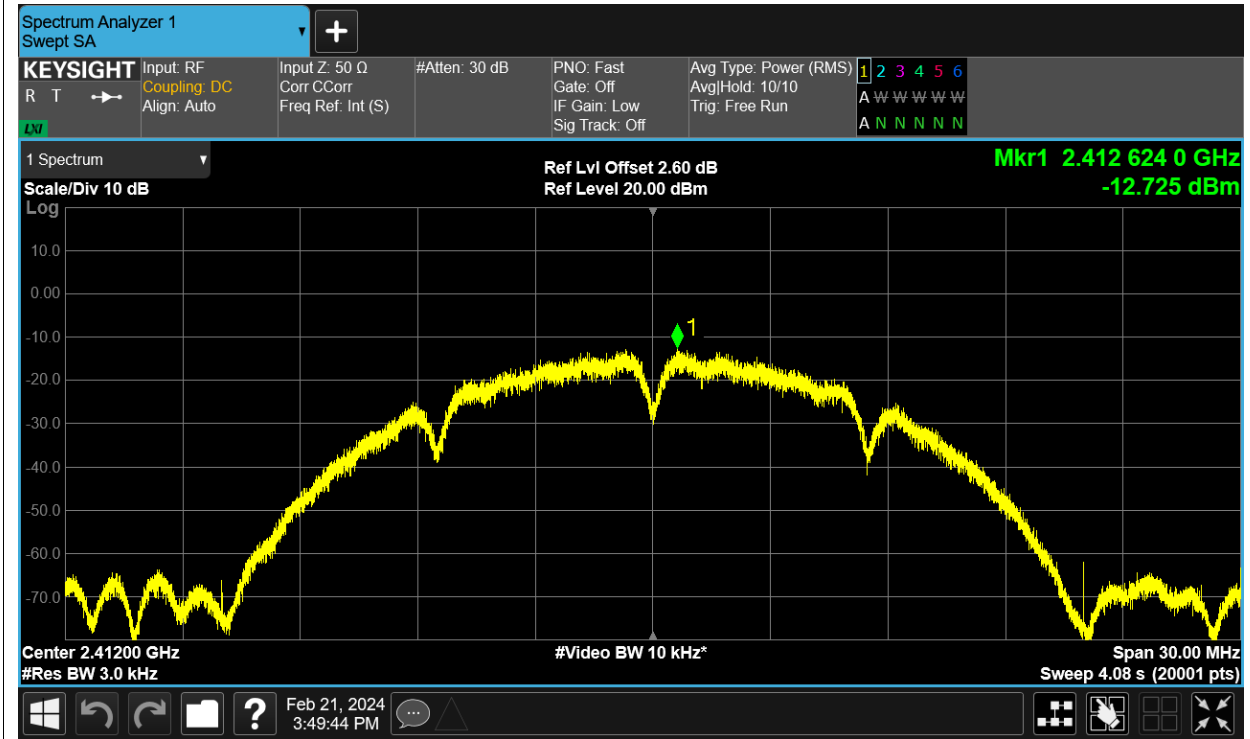 Spectrum Analyzer 1
Swept SA
+
KEYSIGHT
R T
LXI
Input: RF
Coupling: DC
Align: Auto
Input Z: 50 Ω
Corr CCorr
Freq Ref: Int (S)
#Atten: 30 dB
PNO: Fast
Gate: Off
IF Gain: Low
Sig Track: Off
Avg Type: Power (RMS)
Avg|Hold: 10/10
Trig: Free Run
1 2 3 4 5 6
A W W W W W
A N N N N N
1 Spectrum
Scale/Div 10 dB
Log
Ref Lvl Offset 2.60 dB
Ref Level 20.00 dBm
Mkr1 2.412 624 0 GHz
-12.725 dBm
10.0
0.00
-10.0
1
-20.0
-30.0
-40.0
-50.0
-60.0
-70.0
Center 2.41200 GHz
#Video BW 10 kHz*
Span 30.00 MHz
#Res BW 3.0 kHz
Sweep 4.08 s (20001 pts)
?
Feb 21, 2024
3:49:44 PM